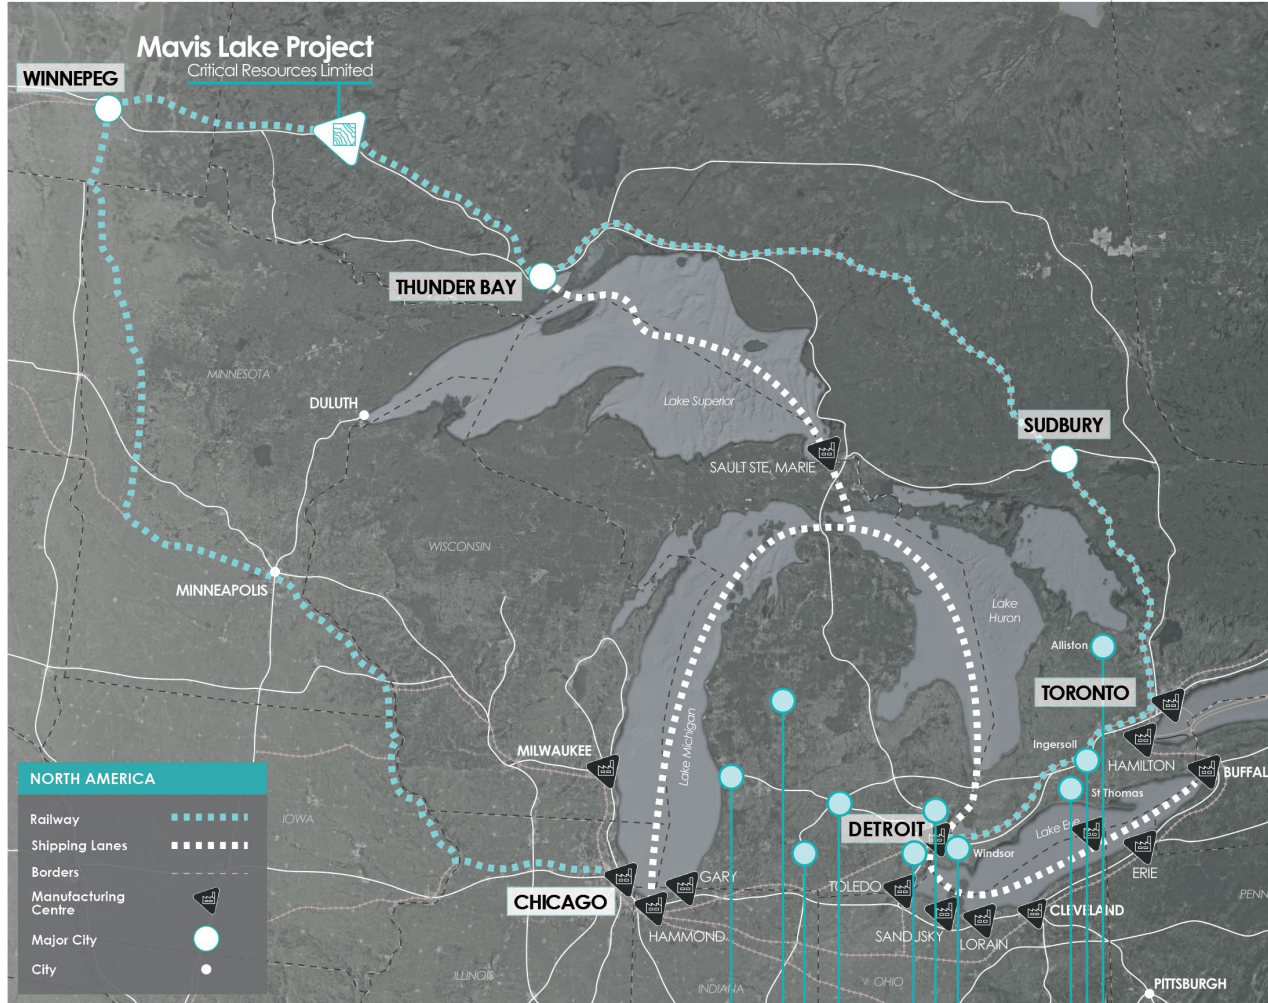 Mavis Lake Project
Critical Resources Limited
WINNEPEG
THUNDER BAY
MINNESOTA
DULUTH
Lake Superior
SUDBURY
SAULT STE, MARIE
WISCONSIN
MINNEAPOLIS
Lake
Huron
Alliston
TORONTO
Lake Michigan
Ingersoll
HAMILTON
MILWAUKEE
BUFFAL
St Thomas
NORTH AMERICA
Railway
Shipping Lanes
Borders
Manufacturing
Centre
Major City
City
IOWA
DETROIT
Lake Erie
Windsor
ERIE
GARY
TOLEDO
CHICAGO
CLEVELAND
HAMMOND
SANDUSKY
LORAIN
PENN
ILLINOIS
INDIANA
OHIO
PITTSBURGH